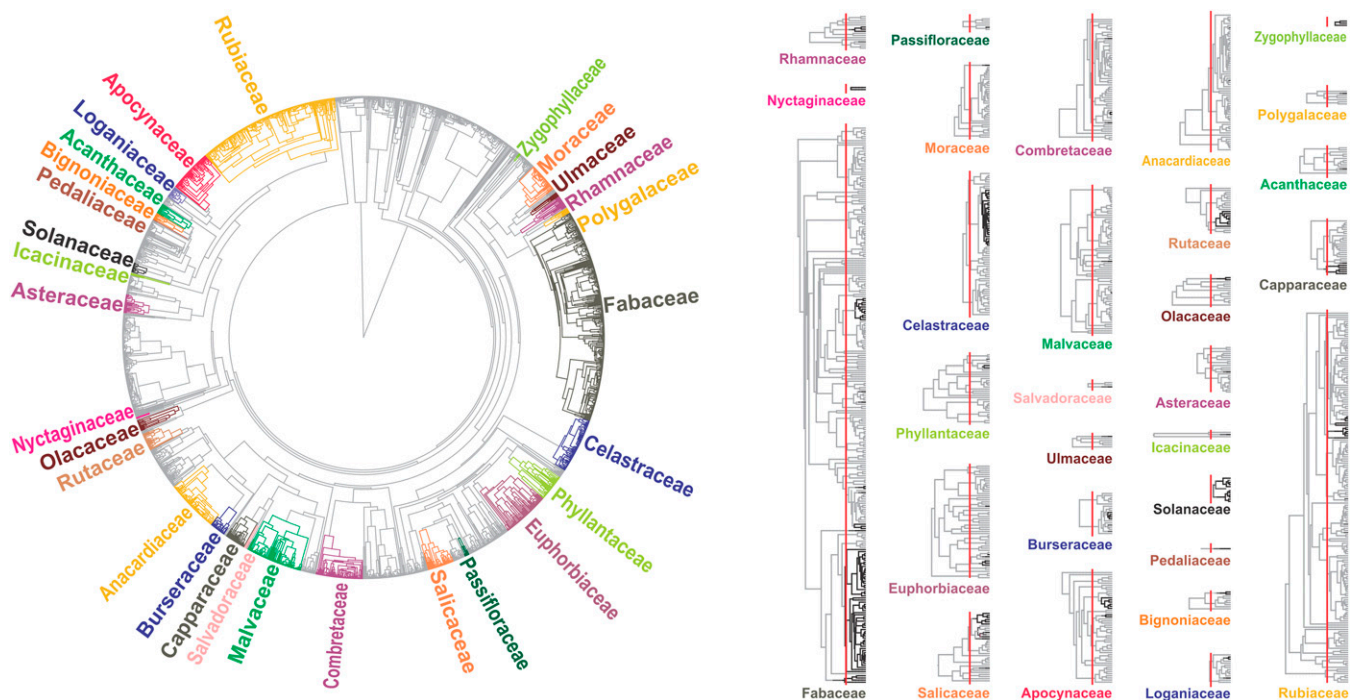 Rubiaceae
Apocynaceae
Loganiaceae
Acanthaceae
Bignoniaceae
Pedaliaceae
Solanaceae
Icacinaceae
Asteraceae
Nyctaginaceae
Olacaceae
Rutaceae
Anacardiaceae
Burseraceae
Capparaceae
Salvadoraceae
Malvaceae
Combretaceae
Salicaceae
Passifloraceae
Euphorbiaceae
Phyllantaceae
Celastraceae
Fabaceae
Polygalaceae
Rhamnaceae
Ulmaceae
Moraceae
Zygophyllaceae
Rhamnaceae
Nyctaginaceae
Fabaceae
Passifloraceae
Moraceae
Celastraceae
Phyllantaceae
Euphorbiaceae
Salicaceae
Combretaceae
Malvaceae
Salvadoraceae
Ulmaceae
Burseraceae
Apocynaceae
Anacardiaceae
Rutaceae
Olacaceae
Asteraceae
Icacinaceae
Solanaceae
Pedaliaceae
Bignoniaceae
Loganiaceae
Zygophyllaceae
Polygalaceae
Acanthaceae
Capparaceae
Rubiaceae